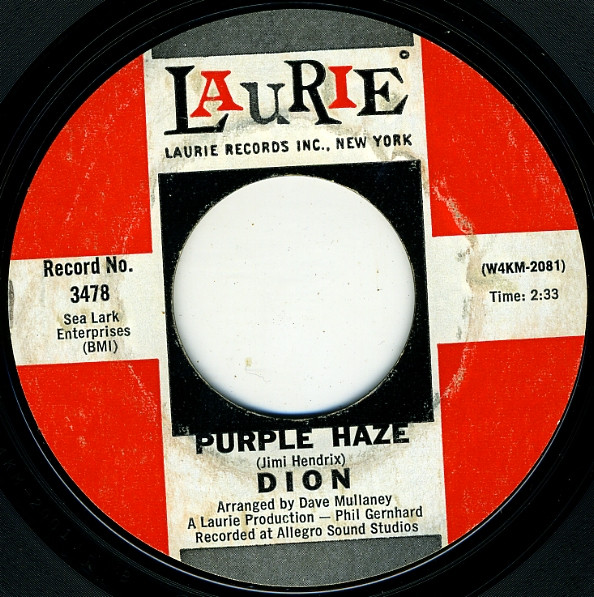 LAURIE
LAURIE RECORDS INC., NEW YORK
Record No.
3478
Sea Lark
Enterprises
(BMI)
(W4KM-2081)
Time: 2:33
PURPLE HAZE
(Jimi Hendrix)
DION
Arranged by Dave Mullaney
A Laurie Production — Phil Gernhard
Recorded at Allegro Sound Studios